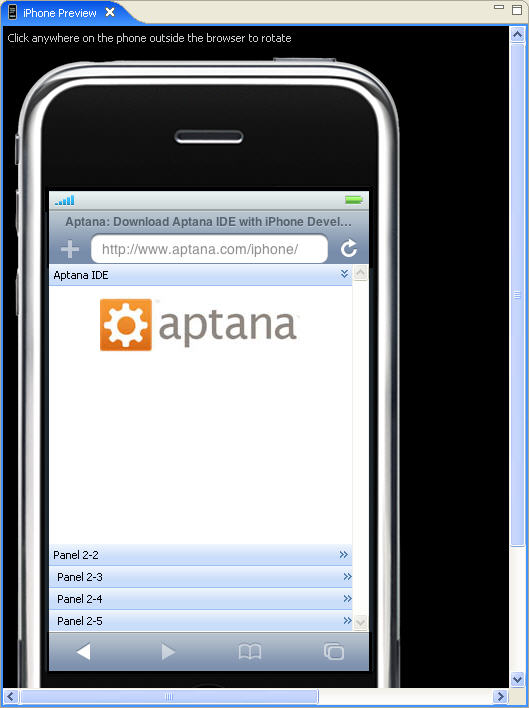 iPhone Preview
Click anywhere on the phone outside the browser to rotate
Aptana: Download Aptana IDE with iPhone Devel...
http://www.aptana.com/iphone/
Aptana IDE
aptana
Panel 2-2
Panel 2-3
Panel 2-4
Panel 2-5